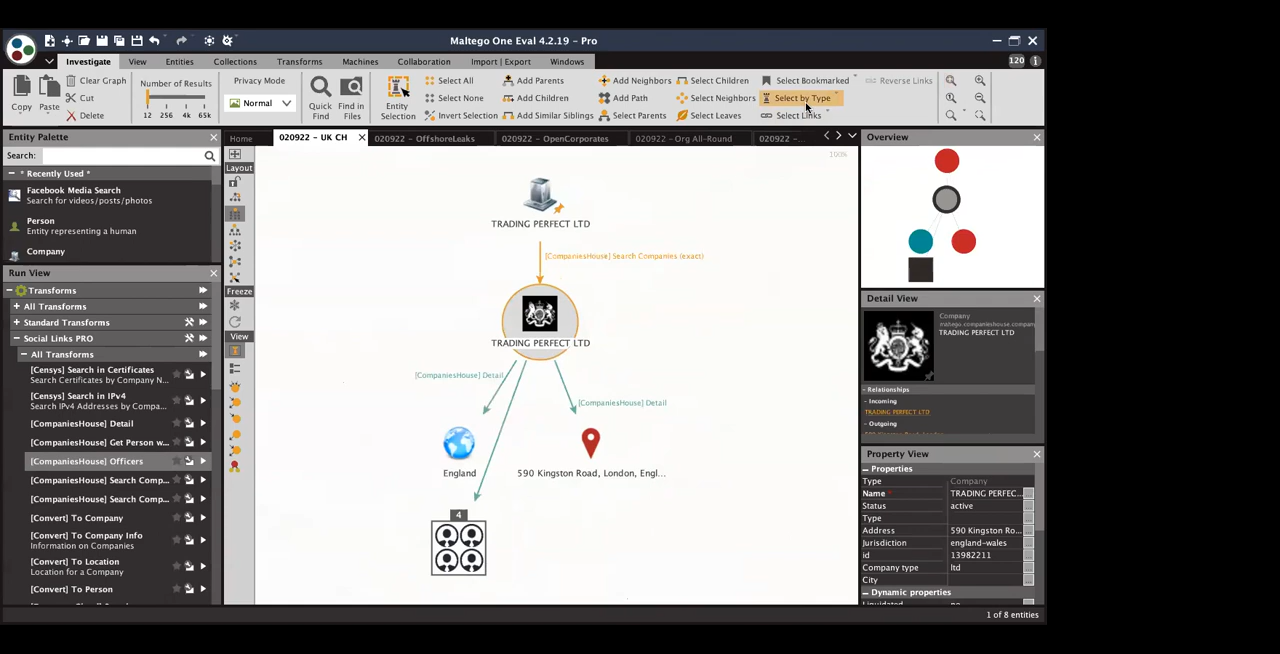 Maltego One Eval 4.2.19 – Pro
Investigate View Entities Collections Transforms Machines Collaboration Import | Export Windows 120
Copy
Paste
Clear Graph
Cut
Delete
Number of Results
12 256 4k 64k
Privacy Mode
Normal
Quick Find
Find in Files
Entity Selection
Select All
Select None
Invert Selection
Add Parents
Add Children
Add Similar Siblings
Add Neighbors
Add Path
Select Parents
Select Children
Select Neighbors
Select Leaves
Select Bookmarked
Select by Type
Select Links
Reverse Links
Entity Palette
Search:
* Recently Used *
Facebook Media Search
Search for videos/posts/photos
Person
Entity representing a human
Company
Run View
Transforms
All Transforms
Standard Transforms
Social Links PRO
All Transforms
[Censys] Search in Certificates
Search Certificates by Company N...
[Censys] Search in IPv4
Search IPv4 Addresses by Compa...
[CompaniesHouse] Detail
[CompaniesHouse] Get Person w...
[CompaniesHouse] Officers
[CompaniesHouse] Search Comp...
[CompaniesHouse] Search Comp...
[Convert] To Company
[Convert] To Company Info
Information on Companies
[Convert] To Location
Location for a Company
[Convert] To Person
Home 020922 – UK CH 020922 – OffshoreLeaks 020922 – OpenCorporates 020922 – Org All-Round 020922 – ...
Layout
Freeze
View
100%
TRADING PERFECT LTD
[CompaniesHouse] Search Companies (exact)
TRADING PERFECT LTD
[CompaniesHouse] Detail
[CompaniesHouse] Detail
England
590 Kingston Road, London, Engl...
4
Overview
Detail View
Company
maltego.companieshouse.company
TRADING PERFECT LTD
Relationships
Incoming
TRADING PERFECT LTD
Outgoing
Property View
Properties
Type Company
Name * TRADING PERFEC...
Status active
Type
Address 590 Kingston Ro...
Jurisdiction england-wales
id 13982211
Company type ltd
City
Dynamic properties
1 of 8 entities